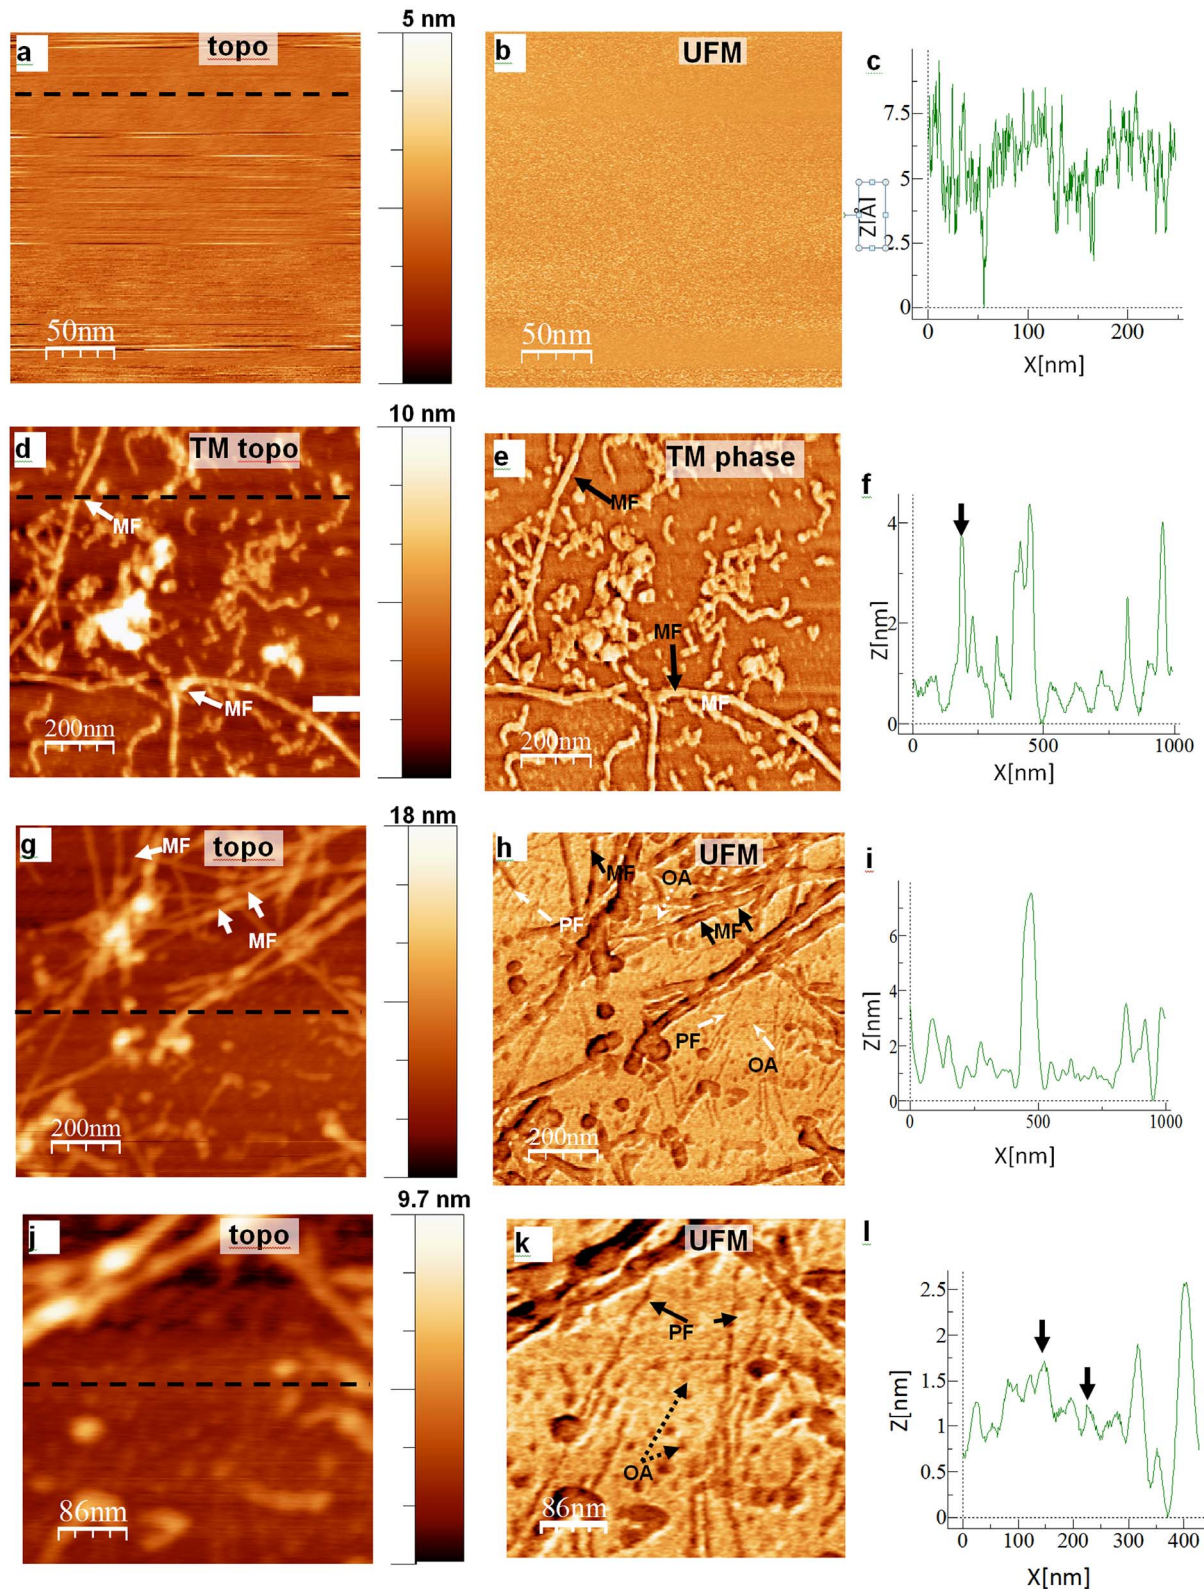 5 nm
a
topo
50nm
b
UFM
50nm
c
7.5
5
2.5
0
Z[Å]
0
100
200
X[nm]
10 nm
d
TM topo
MF
MF
200nm
e
TM phase
MF
MF
MF
200nm
f
4
2
0
Z[nm]
0
500
1000
X[nm]
18 nm
g
topo
MF
MF
200nm
h
UFM
MF
OA
PF
MF
PF
OA
200nm
i
6
4
2
0
Z[nm]
0
500
1000
X[nm]
9.7 nm
j
topo
86nm
k
UFM
PF
OA
86nm
l
2.5
2
1.5
1
0.5
0
Z[nm]
0
100
200
300
400
X[nm]